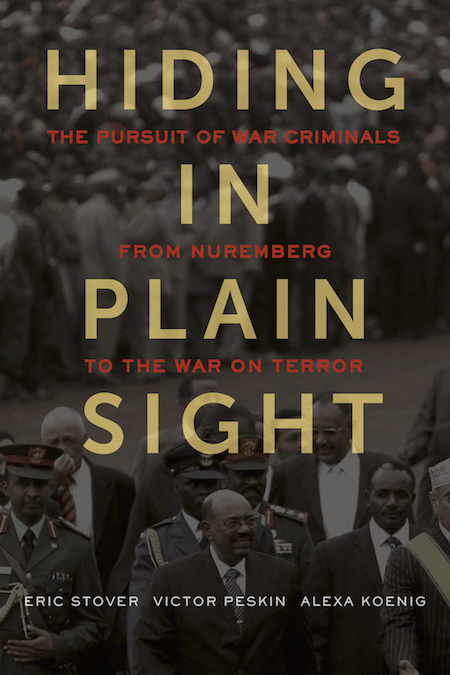 HIDING
THE PURSUIT OF WAR CRIMINALS
IN
FROM NUREMBERG
PLAIN
TO THE WAR ON TERROR
SIGHT
ERIC STOVER VICTOR PESKIN ALEXA KOENIG